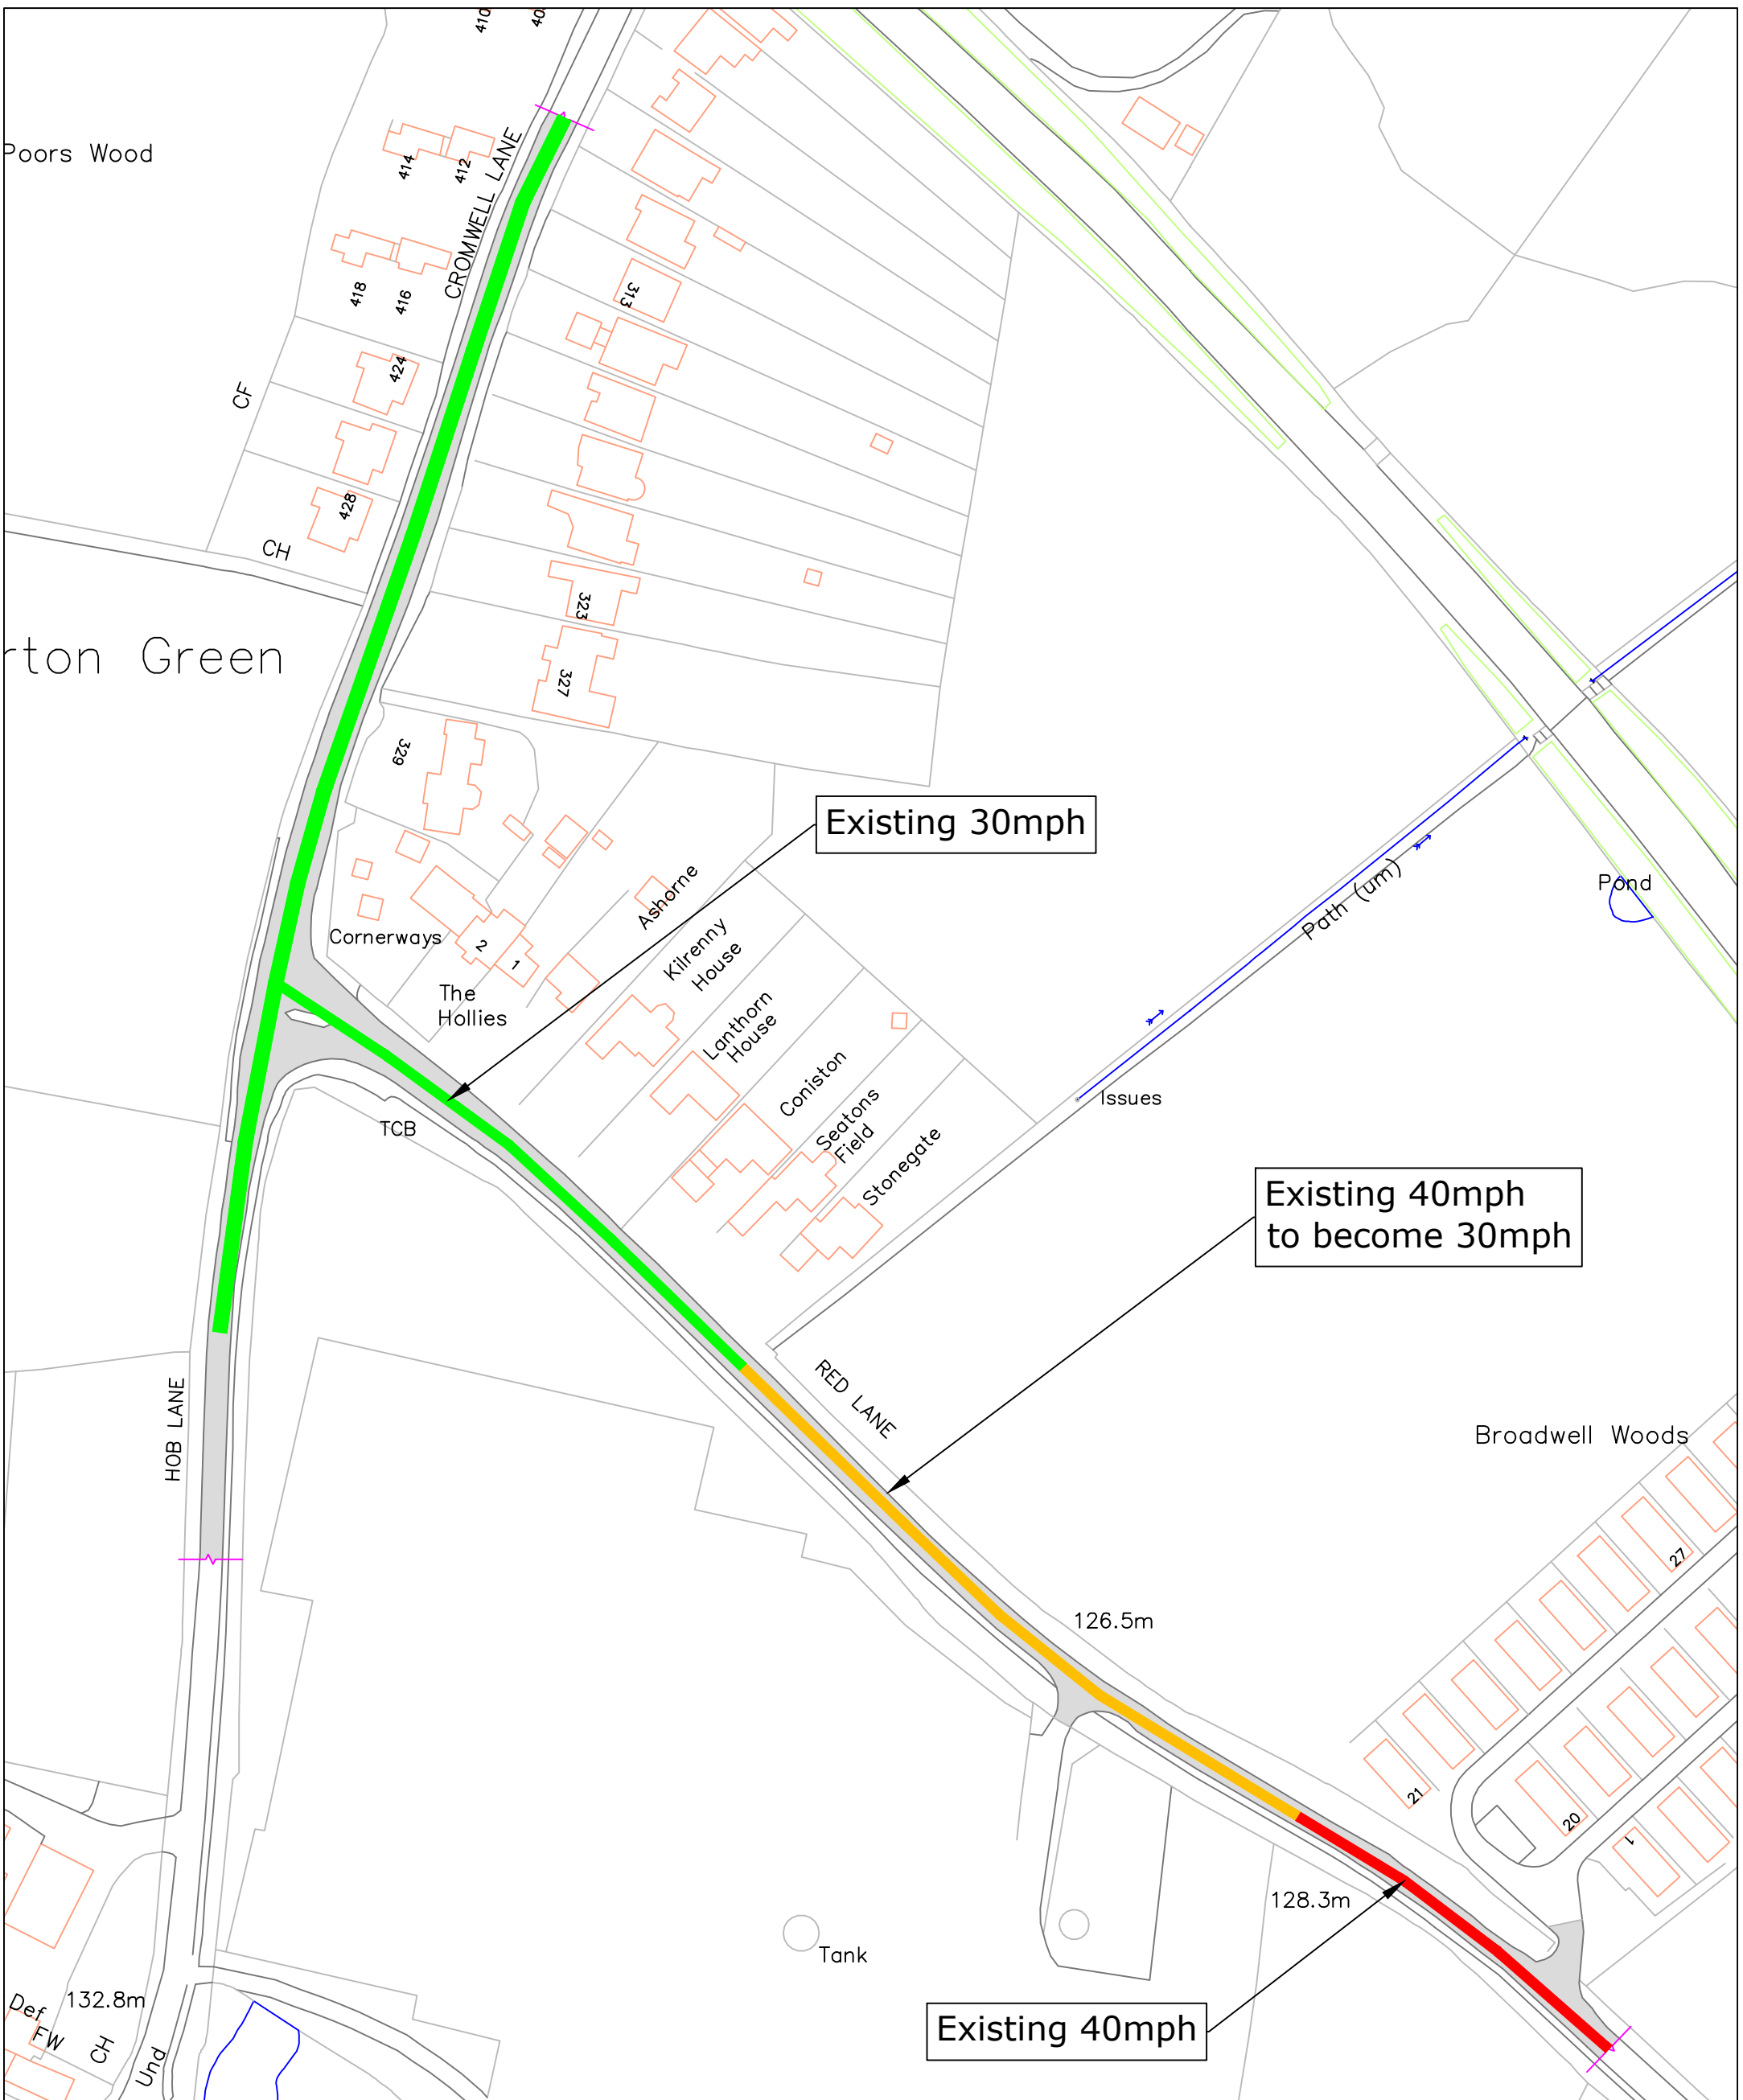 410
Poors Wood
414
412
CROMWELL LANE
418
416
313
424
CF
428
CH
323
rton Green
327
329
Existing 30mph
Ashorne
Path (um)
Pond
Cornerways
2
1
Kilrenny
House
The
Hollies
Lanthorn
House
Coniston
Issues
TCB
Seatons
Field
Stonegate
Existing 40mph
to become 30mph
RED LANE
HOB LANE
Broadwell Woods
27
126.5m
21
20
1
128.3m
Tank
Def
132.8m
FW
CH
Und
Existing 40mph